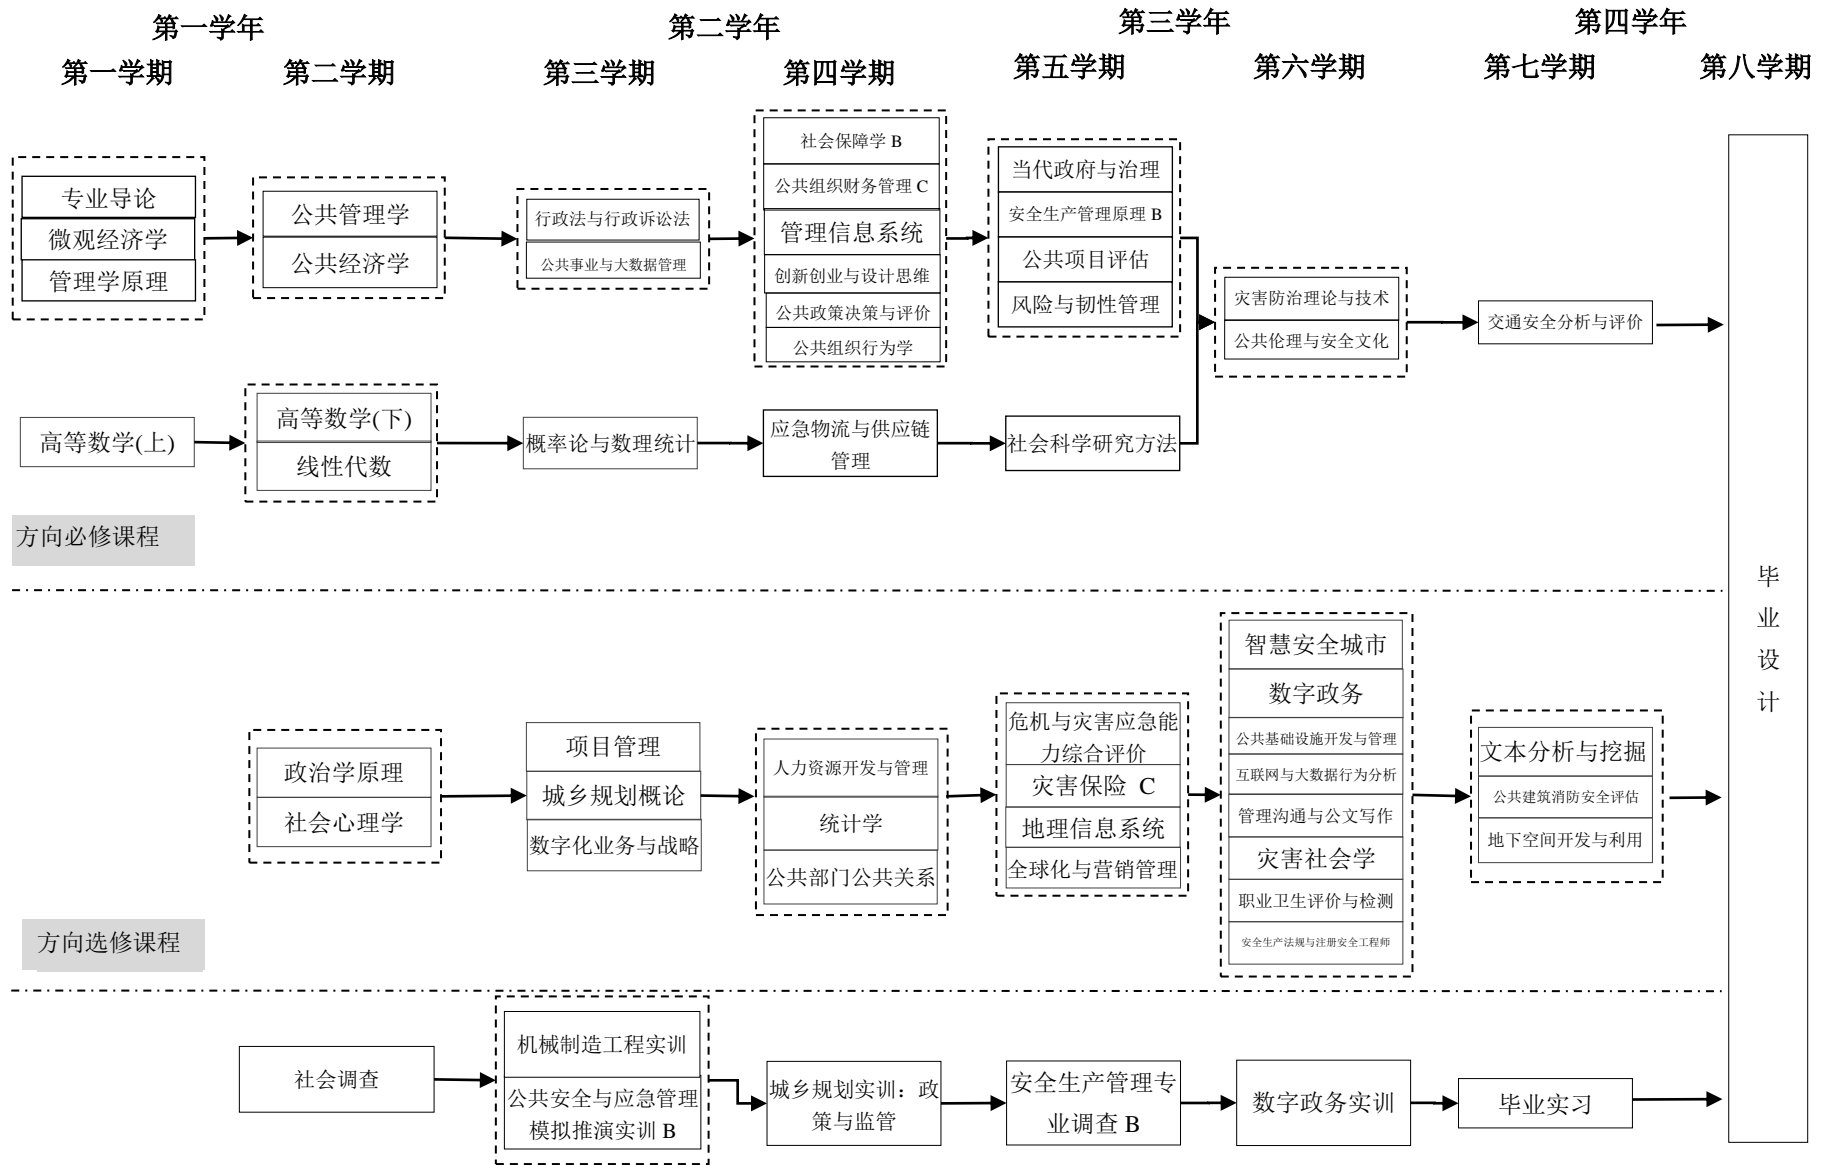 第一学年
第二学年
第三学年
第四学年
第一学期
第二学期
第三学期
第四学期
第五学期
第六学期
第七学期
第八学期
专业导论
微观经济学
管理学原理
公共管理学
公共经济学
行政法与行政诉讼法
公共事业与大数据管理
社会保障学 B
公共组织财务管理 C
管理信息系统
创新创业与设计思维
公共政策决策与评价
公共组织行为学
当代政府与治理
安全生产管理原理 B
公共项目评估
风险与韧性管理
灾害防治理论与技术
公共伦理与安全文化
交通安全分析与评价
高等数学(上)
高等数学(下)
线性代数
概率论与数理统计
应急物流与供应链
管理
社会科学研究方法
方向必修课程
毕
业
设
计
政治学原理
社会心理学
项目管理
城乡规划概论
数字化业务与战略
人力资源开发与管理
统计学
公共部门公共关系
危机与灾害应急能
力综合评价
灾害保险 C
地理信息系统
全球化与营销管理
智慧安全城市
数字政务
公共基础设施开发与管理
互联网与大数据行为分析
管理沟通与公文写作
灾害社会学
职业卫生评价与检测
安全生产法规与注册安全工程师
文本分析与挖掘
公共建筑消防安全评估
地下空间开发与利用
方向选修课程
社会调查
机械制造工程实训
公共安全与应急管理
模拟推演实训 B
城乡规划实训：政
策与监管
安全生产管理专
业调查 B
数字政务实训
毕业实习